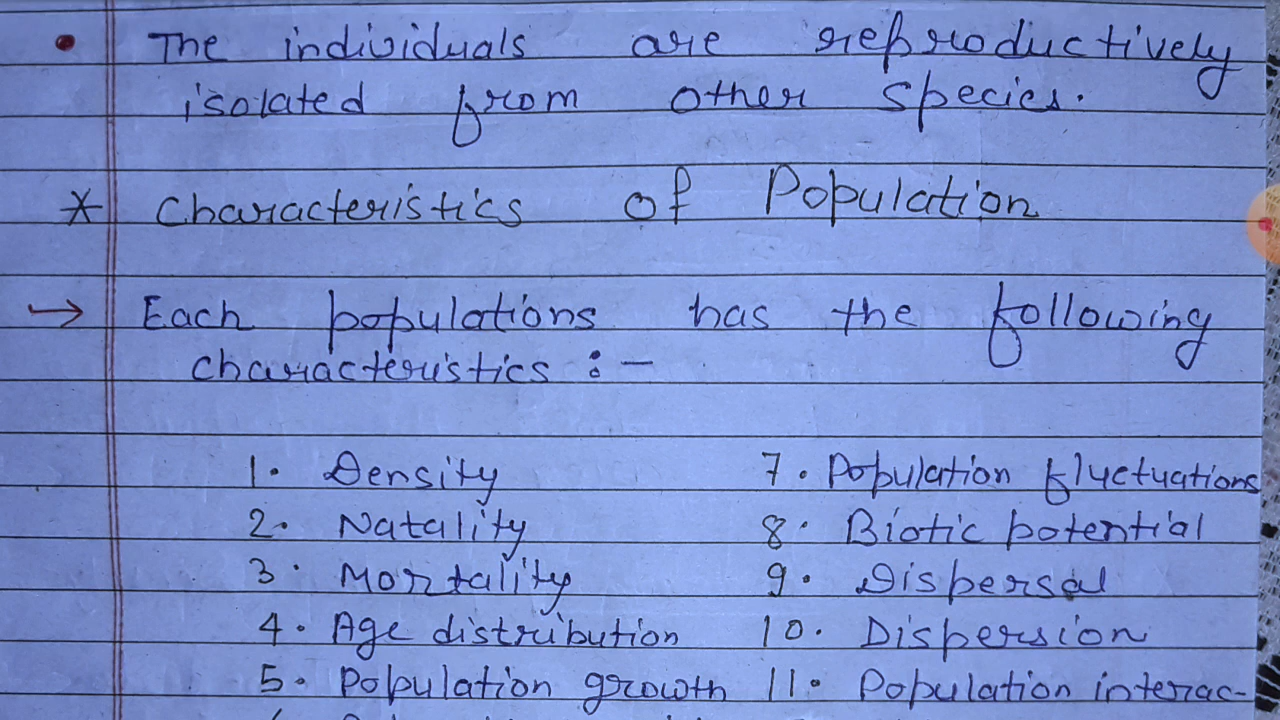 • The individuals are reproductively
isolated from other species.
* Characteristics of Population
→ Each populations has the following
characteristics :-
1. Density
2. Natality
3. Mortality
4. Age distribution
5. Population growth
7. Population fluctuations
8. Biotic potential
9. Dispersal
10. Dispersion
11. Population interac-